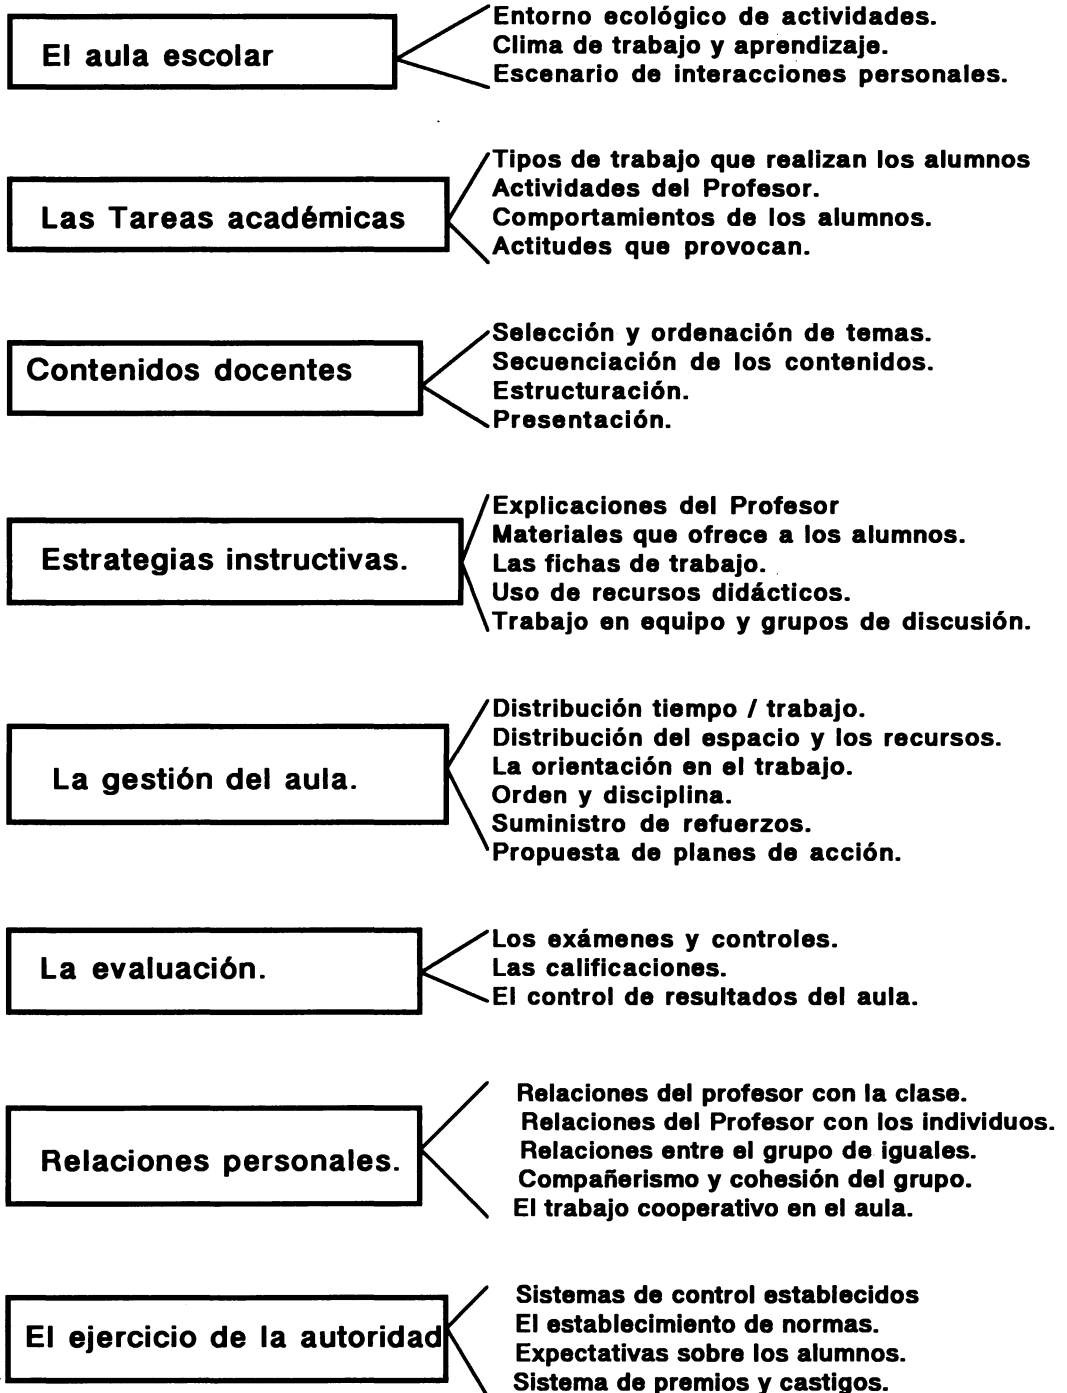 El aula escolar
Entorno ecológico de actividades.
Clima de trabajo y aprendizaje.
Escenario de interacciones personales.
Las Tareas académicas
Tipos de trabajo que realizan los alumnos
Actividades del Profesor.
Comportamientos de los alumnos.
Actitudes que provocan.
Contenidos docentes
Selección y ordenación de temas.
Secuenciación de los contenidos.
Estructuración.
Presentación.
Estrategias instructivas.
Explicaciones del Profesor
Materiales que ofrece a los alumnos.
Las fichas de trabajo.
Uso de recursos didácticos.
Trabajo en equipo y grupos de discusión.
La gestión del aula.
Distribución tiempo / trabajo.
Distribución del espacio y los recursos.
La orientación en el trabajo.
Orden y disciplina.
Suministro de refuerzos.
Propuesta de planes de acción.
La evaluación.
Los exámenes y controles.
Las calificaciones.
El control de resultados del aula.
Relaciones personales.
Relaciones del profesor con la clase.
Relaciones del Profesor con los individuos.
Relaciones entre el grupo de iguales.
Compañerismo y cohesión del grupo.
El trabajo cooperativo en el aula.
El ejercicio de la autoridad
Sistemas de control establecidos
El establecimiento de normas.
Expectativas sobre los alumnos.
Sistema de premios y castigos.